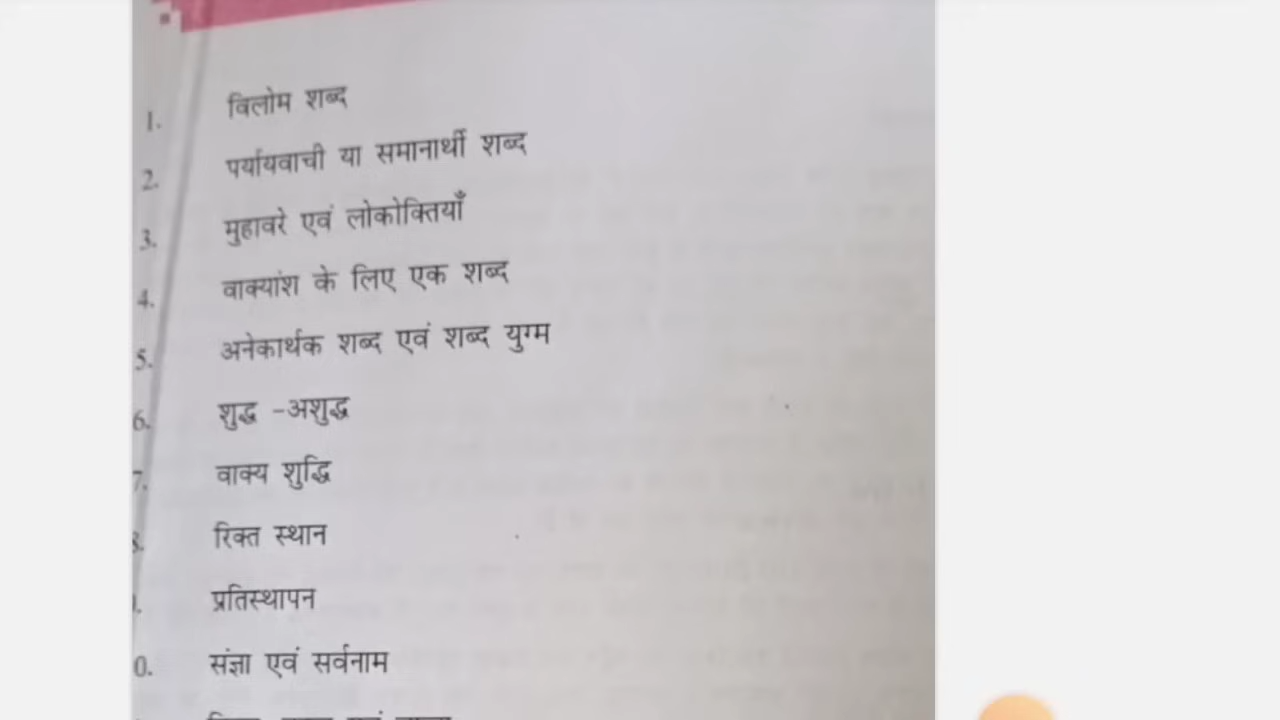 1. विलोम शब्द
2. पर्यायवाची या समानार्थी शब्द
3. मुहावरे एवं लोकोक्तियाँ
4. वाक्यांश के लिए एक शब्द
5. अनेकार्थक शब्द एवं शब्द युग्म
6. शुद्ध -अशुद्ध
7. वाक्य शुद्धि
8. रिक्त स्थान
प्रतिस्थापन
0. संज्ञा एवं सर्वनाम